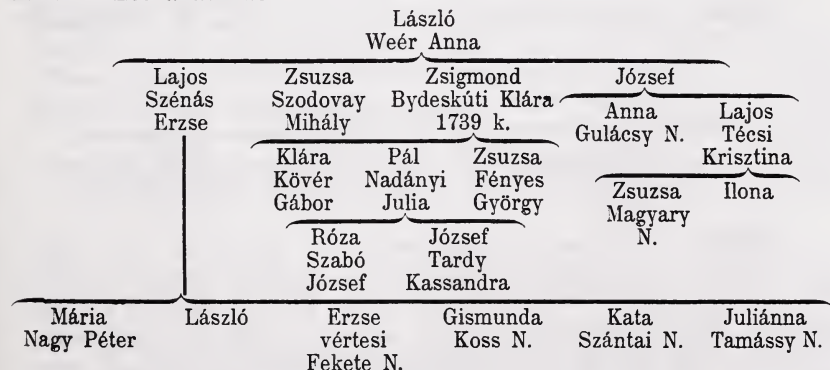 László
Weér Anna
Lajos Zsuzsa Zsigmond József
Szénás Szodovay Bydeskúti Klára
Erzse Mihály 1739 k.
Anna Lajos
Gulácsy N. Técsi
Krisztina
Klára Pál Zsuzsa
Kövér Nadányi Fényes
Gábor Julia György
Zsuzsa Ilona
Magyary
N.
Róza József
Szabó Tardy
József Kassandra
Mária László Erzse Gismunda Kata Juliánna
Nagy Péter vértesi Koss N. Szántai N. Tamássy N.
Fekete N.